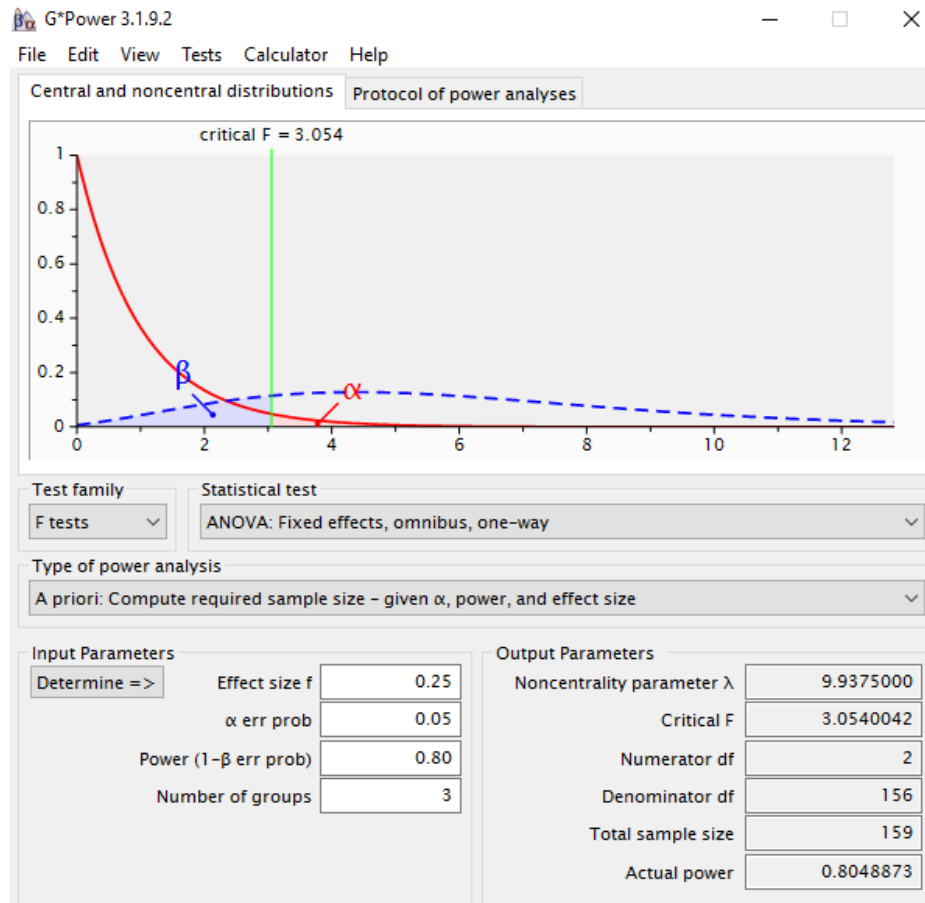 G*Power 3.1.9.2
File Edit View Tests Calculator Help
Central and noncentral distributions Protocol of power analyses
critical F = 3.054
1
0.8
0.6
0.4
0.2
0
β
α
0 2 4 6 8 10 12
Test family Statistical test
F tests ANOVA: Fixed effects, omnibus, one-way
Type of power analysis
A priori: Compute required sample size – given α, power, and effect size
Input Parameters
Determine => Effect size f 0.25
α err prob 0.05
Power (1-β err prob) 0.80
Number of groups 3
Output Parameters
Noncentrality parameter λ 9.9375000
Critical F 3.0540042
Numerator df 2
Denominator df 156
Total sample size 159
Actual power 0.8048873